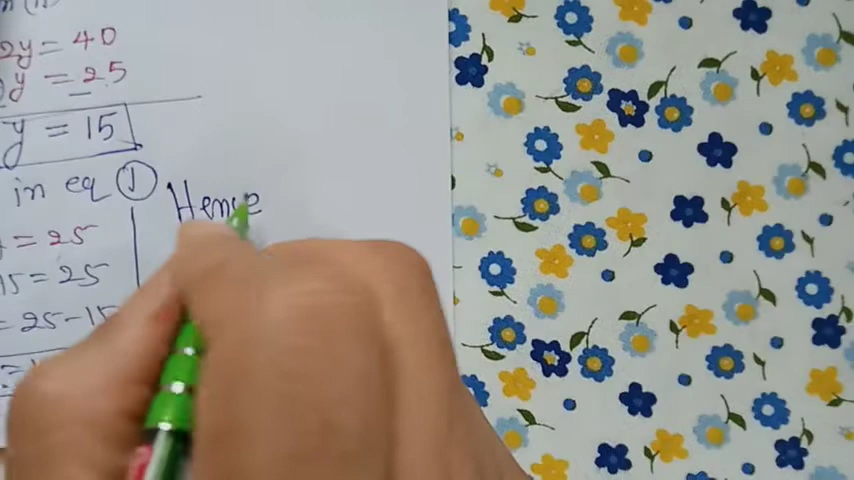 2y = 40
y = 25
y = 15
in eq ①
Hence
= 25
15 = 25
= 25-15